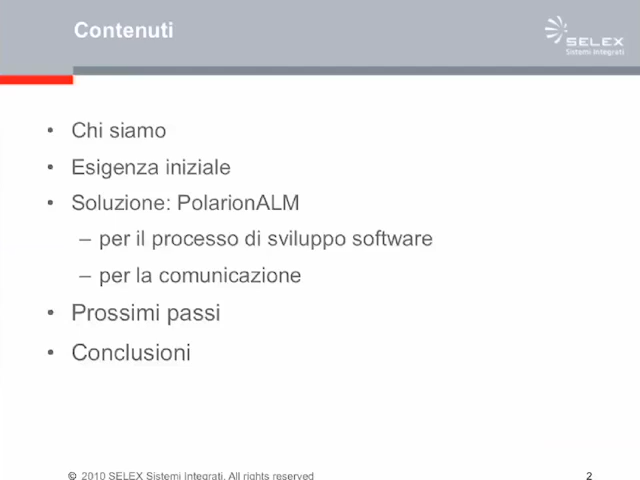 Contenuti
SELEX
Sistemi Integrati
• Chi siamo
• Esigenza iniziale
• Soluzione: PolarionALM
– per il processo di sviluppo software
– per la comunicazione
• Prossimi passi
• Conclusioni
© 2010 SELEX Sistemi Integrati. All rights reserved
2